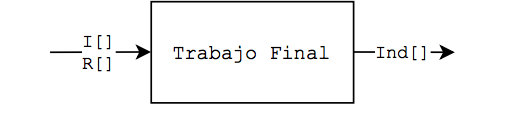 I[]
R[]
Trabajo Final
Ind[]